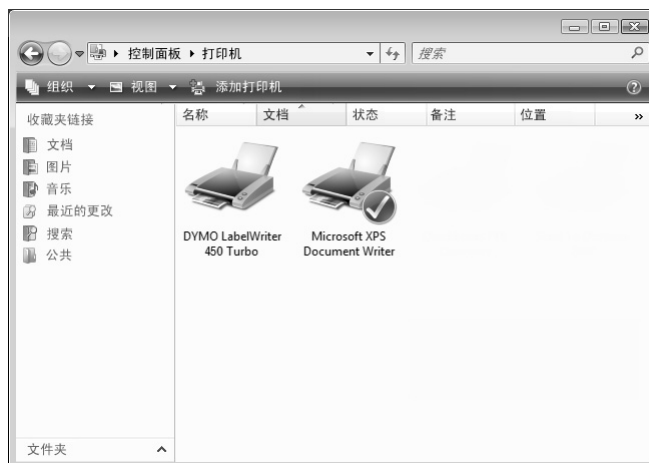 控制面板 打印机 搜索
组织 视图 添加打印机
收藏夹链接
名称 文档 状态 备注 位置
文档
图片
音乐
最近的更改
搜索
公共
DYMO LabelWriter
450 Turbo
Microsoft XPS
Document Writer
文件夹